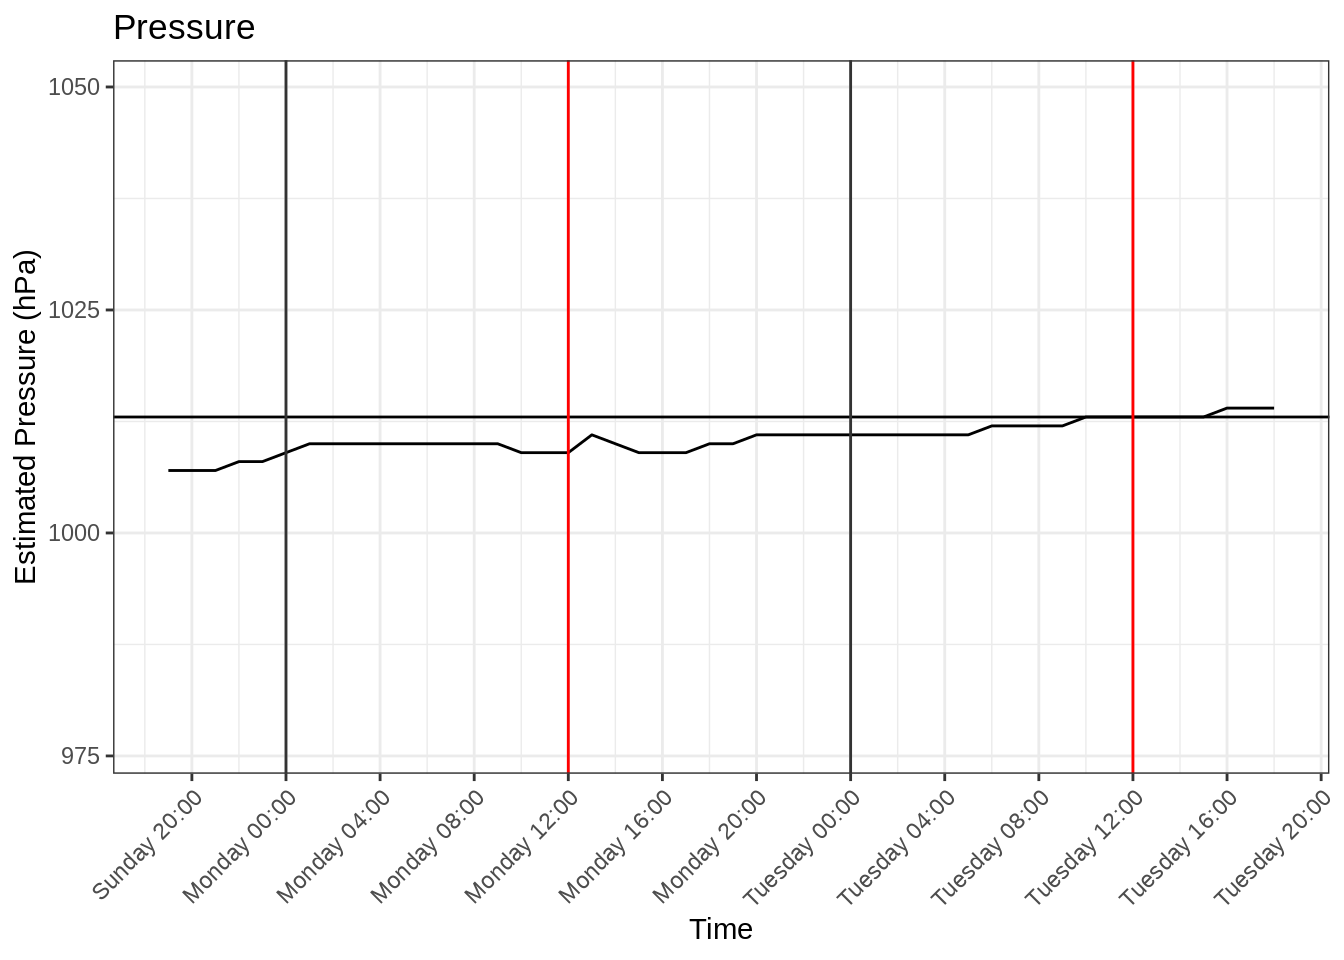 Pressure
Estimated Pressure (hPa)
1050
1025
1000
975
Sunday 20:00
Monday 00:00
Monday 04:00
Monday 08:00
Monday 12:00
Monday 16:00
Monday 20:00
Tuesday 00:00
Tuesday 04:00
Tuesday 08:00
Tuesday 12:00
Tuesday 16:00
Tuesday 20:00
Time